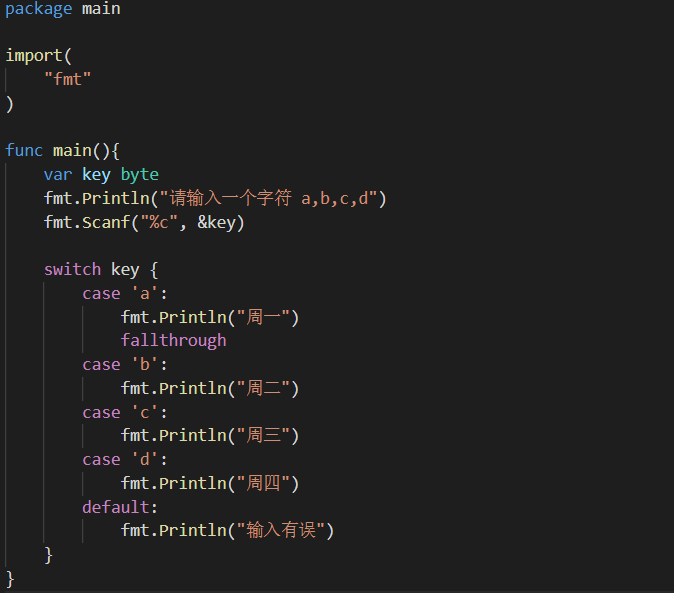 package main
import(
"fmt"
)
func main(){
var key byte
fmt.Println("请输入一个字符 a,b,c,d")
fmt.Scanf("%c", &key)
switch key {
case 'a':
fmt.Println("周一")
fallthrough
case 'b':
fmt.Println("周二")
case 'c':
fmt.Println("周三")
case 'd':
fmt.Println("周四")
default:
fmt.Println("输入有误")
}
}